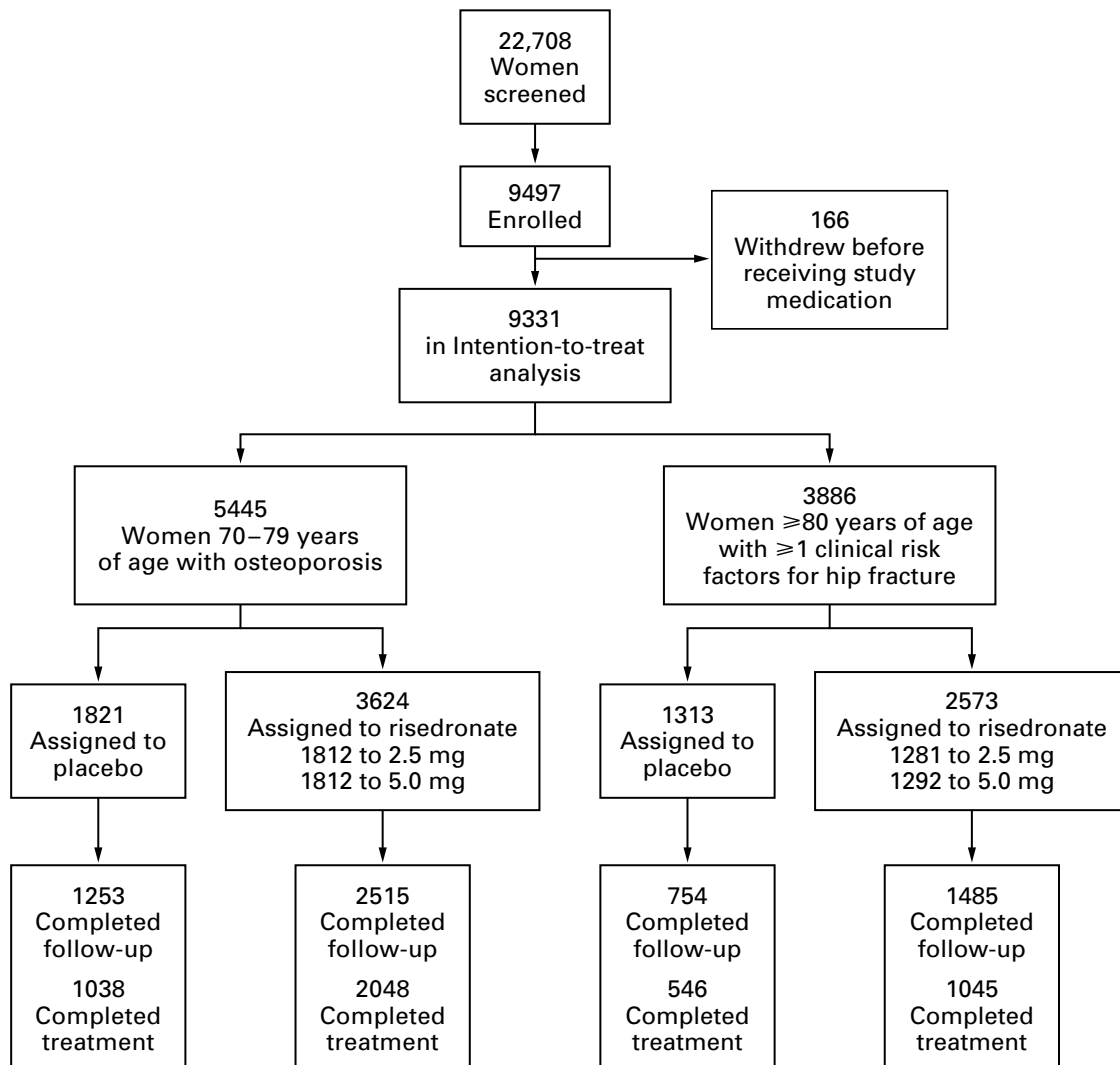 22,708
Women
screened
9497
Enrolled
166
Withdrew before
receiving study
medication
9331
in Intention-to-treat
analysis
5445
Women 70–79 years
of age with osteoporosis
3886
Women ⩾80 years of age
with ⩾1 clinical risk
factors for hip fracture
1821
Assigned to
placebo
3624
Assigned to risedronate
1812 to 2.5 mg
1812 to 5.0 mg
1313
Assigned to
placebo
2573
Assigned to risedronate
1281 to 2.5 mg
1292 to 5.0 mg
1253
Completed
follow-up
1038
Completed
treatment
2515
Completed
follow-up
2048
Completed
treatment
754
Completed
follow-up
546
Completed
treatment
1485
Completed
follow-up
1045
Completed
treatment